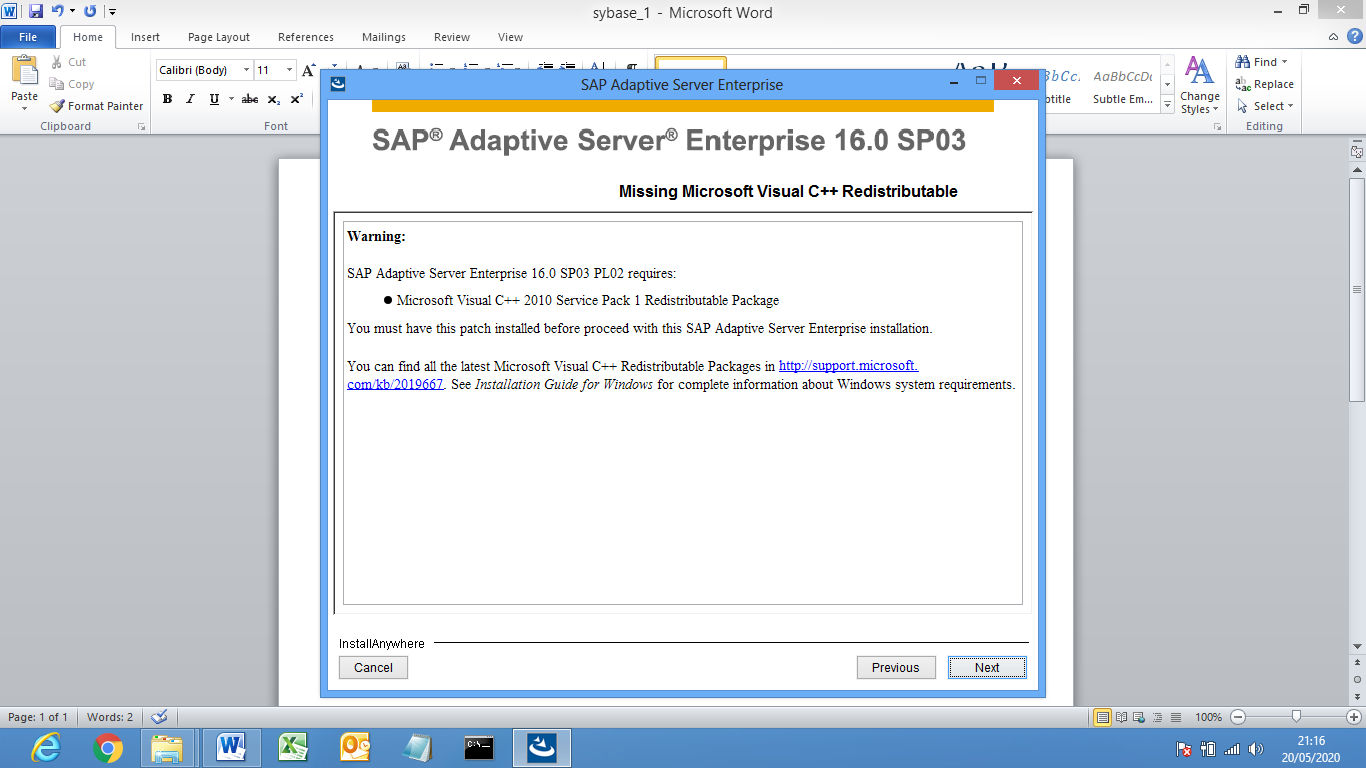 sybase_1 - Microsoft Word
File Home Insert Page Layout References Mailings Review View
Paste
Cut
Copy
Format Painter
Clipboard
Calibri (Body) 11
B I U abc x₂ x²
Font
AaBbCcDc
Subtle Em...
Change
Styles
Find
Replace
Select
Editing
SAP Adaptive Server Enterprise
SAP® Adaptive Server® Enterprise 16.0 SP03
Missing Microsoft Visual C++ Redistributable
Warning:
SAP Adaptive Server Enterprise 16.0 SP03 PL02 requires:
● Microsoft Visual C++ 2010 Service Pack 1 Redistributable Package
You must have this patch installed before proceed with this SAP Adaptive Server Enterprise installation.
You can find all the latest Microsoft Visual C++ Redistributable Packages in http://support.microsoft.
com/kb/2019667. See Installation Guide for Windows for complete information about Windows system requirements.
InstallAnywhere
Cancel Previous Next
Page: 1 of 1 Words: 2 100%
21:16
20/05/2020